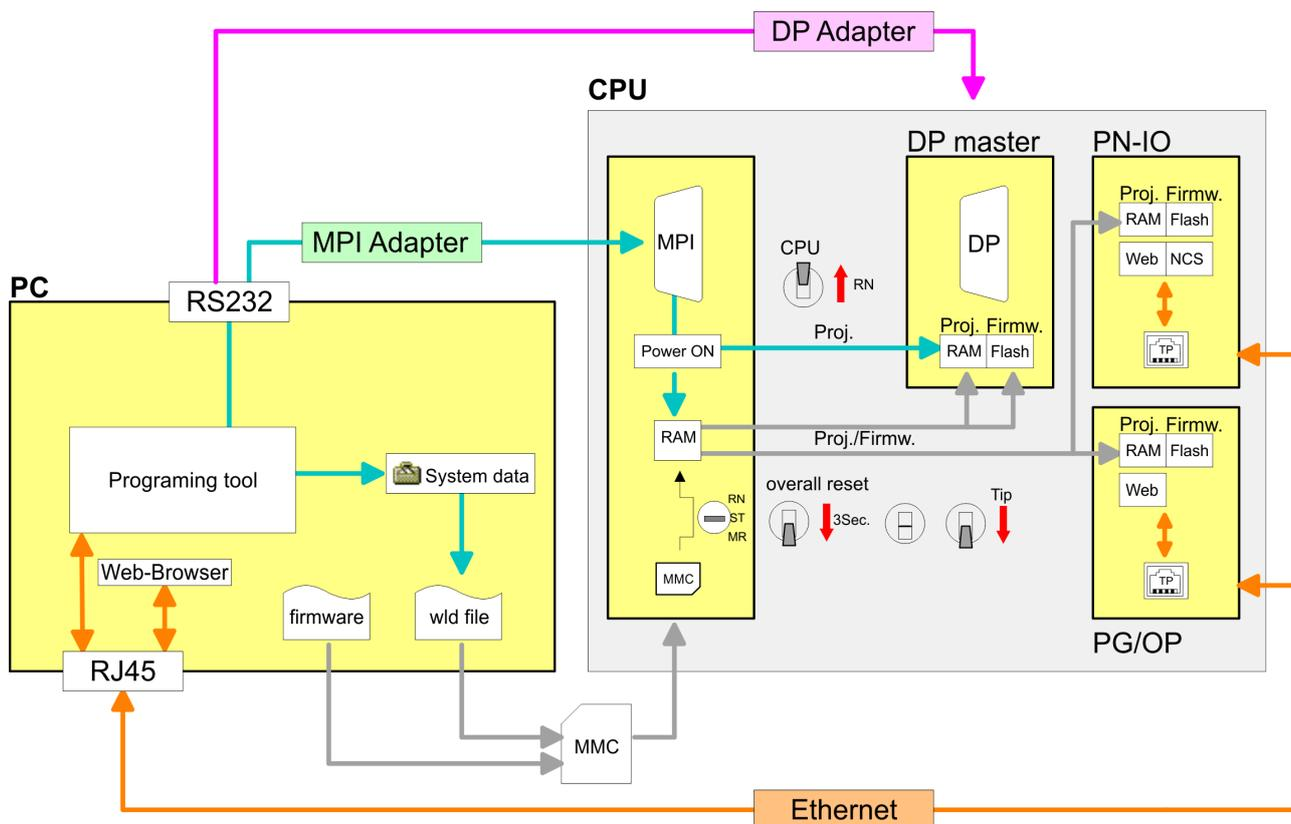 DP Adapter
CPU
DP master
PN-IO
MPI Adapter
MPI
CPU
RN
DP
Proj. Firmw.
RAM Flash
Web NCS
TP
PC
RS232
Power ON
Proj.
Proj. Firmw.
RAM Flash
Programing tool
System data
RAM
Proj./Firmw.
Proj. Firmw.
RAM Flash
Web
TP
PG/OP
RN
ST
MR
MMC
overall reset
3Sec.
Tip
Web-Browser
firmware
wld file
RJ45
MMC
Ethernet